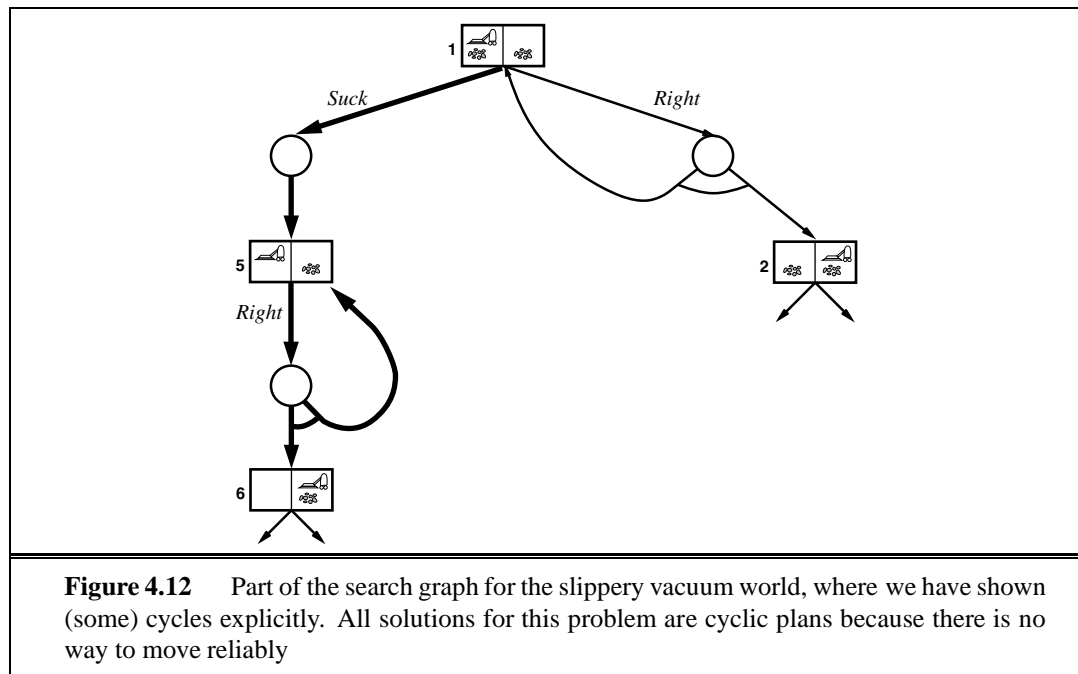 1
Suck
Right
5
2
Right
6
Figure 4.12 Part of the search graph for the slippery vacuum world, where we have shown
(some) cycles explicitly. All solutions for this problem are cyclic plans because there is no
way to move reliably